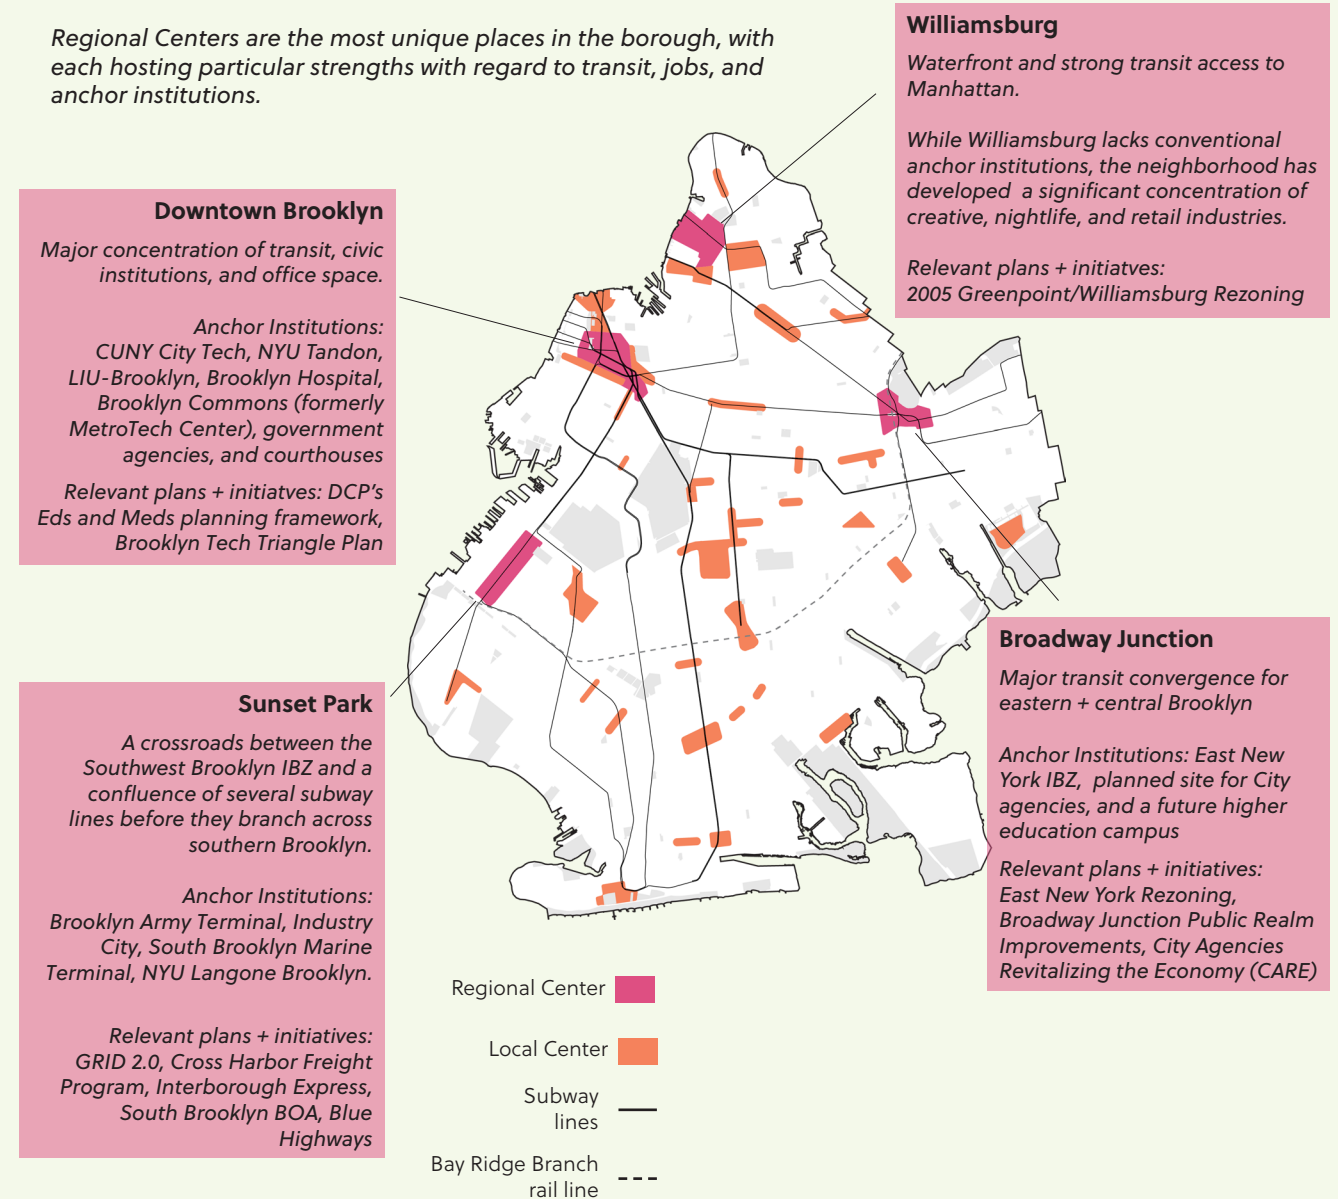 Regional Centers are the most unique places in the borough, with
each hosting particular strengths with regard to transit, jobs, and
anchor institutions.
Williamsburg
Waterfront and strong transit access to
Manhattan.
While Williamsburg lacks conventional
anchor institutions, the neighborhood has
developed a significant concentration of
creative, nightlife, and retail industries.
Relevant plans + initiatves:
2005 Greenpoint/Williamsburg Rezoning
Downtown Brooklyn
Major concentration of transit, civic
institutions, and office space.
Anchor Institutions:
CUNY City Tech, NYU Tandon,
LIU-Brooklyn, Brooklyn Hospital,
Brooklyn Commons (formerly
MetroTech Center), government
agencies, and courthouses
Relevant plans + initiatves: DCP's
Eds and Meds planning framework,
Brooklyn Tech Triangle Plan
Broadway Junction
Major transit convergence for
eastern + central Brooklyn
Anchor Institutions: East New
York IBZ, planned site for City
agencies, and a future higher
education campus
Relevant plans + initiatives:
East New York Rezoning,
Broadway Junction Public Realm
Improvements, City Agencies
Revitalizing the Economy (CARE)
Sunset Park
A crossroads between the
Southwest Brooklyn IBZ and a
confluence of several subway
lines before they branch across
southern Brooklyn.
Anchor Institutions:
Brooklyn Army Terminal, Industry
City, South Brooklyn Marine
Terminal, NYU Langone Brooklyn.
Relevant plans + initiatives:
GRID 2.0, Cross Harbor Freight
Program, Interborough Express,
South Brooklyn BOA, Blue
Highways
Regional Center
Local Center
Subway
lines
Bay Ridge Branch
rail line